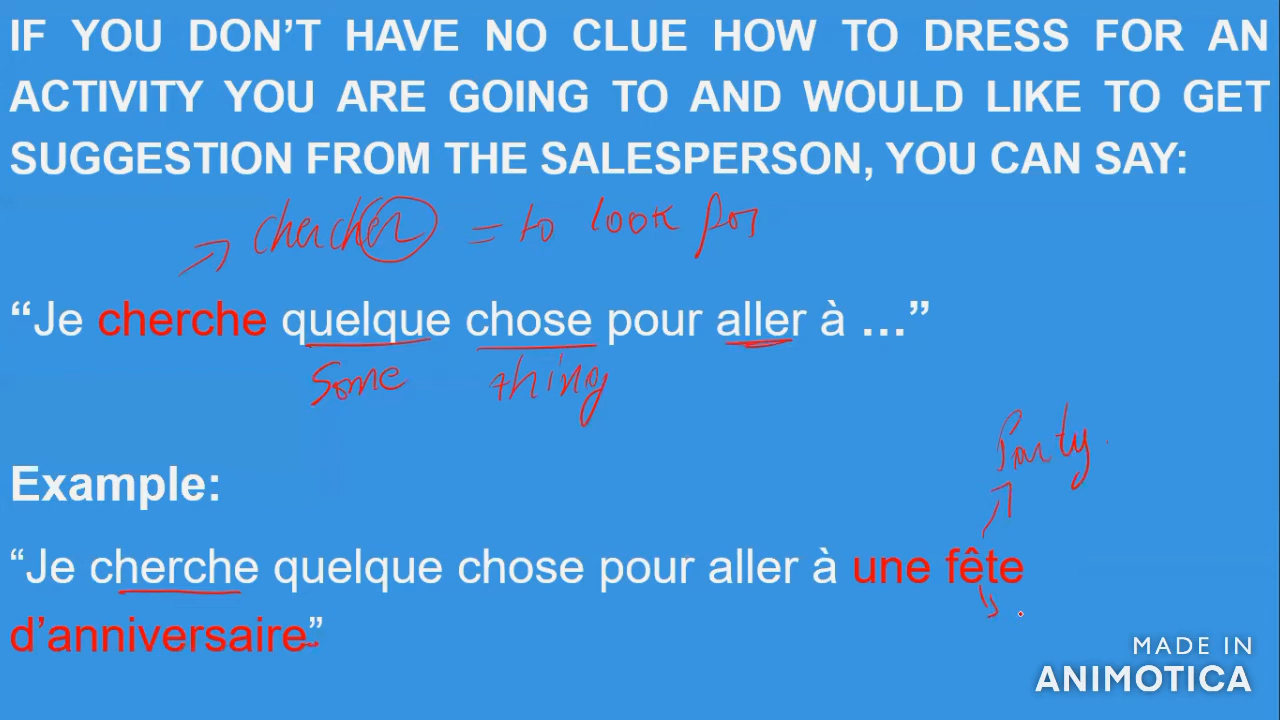 IF YOU DON'T HAVE NO CLUE HOW TO DRESS FOR AN
ACTIVITY YOU ARE GOING TO AND WOULD LIKE TO GET
SUGGESTION FROM THE SALESPERSON, YOU CAN SAY:
→ chercher = to look for
“Je cherche quelque chose pour aller à …”
Some thing
Party
Example:
“Je cherche quelque chose pour aller à une fête
d’anniversaire”
MADE IN
ANIMOTICA